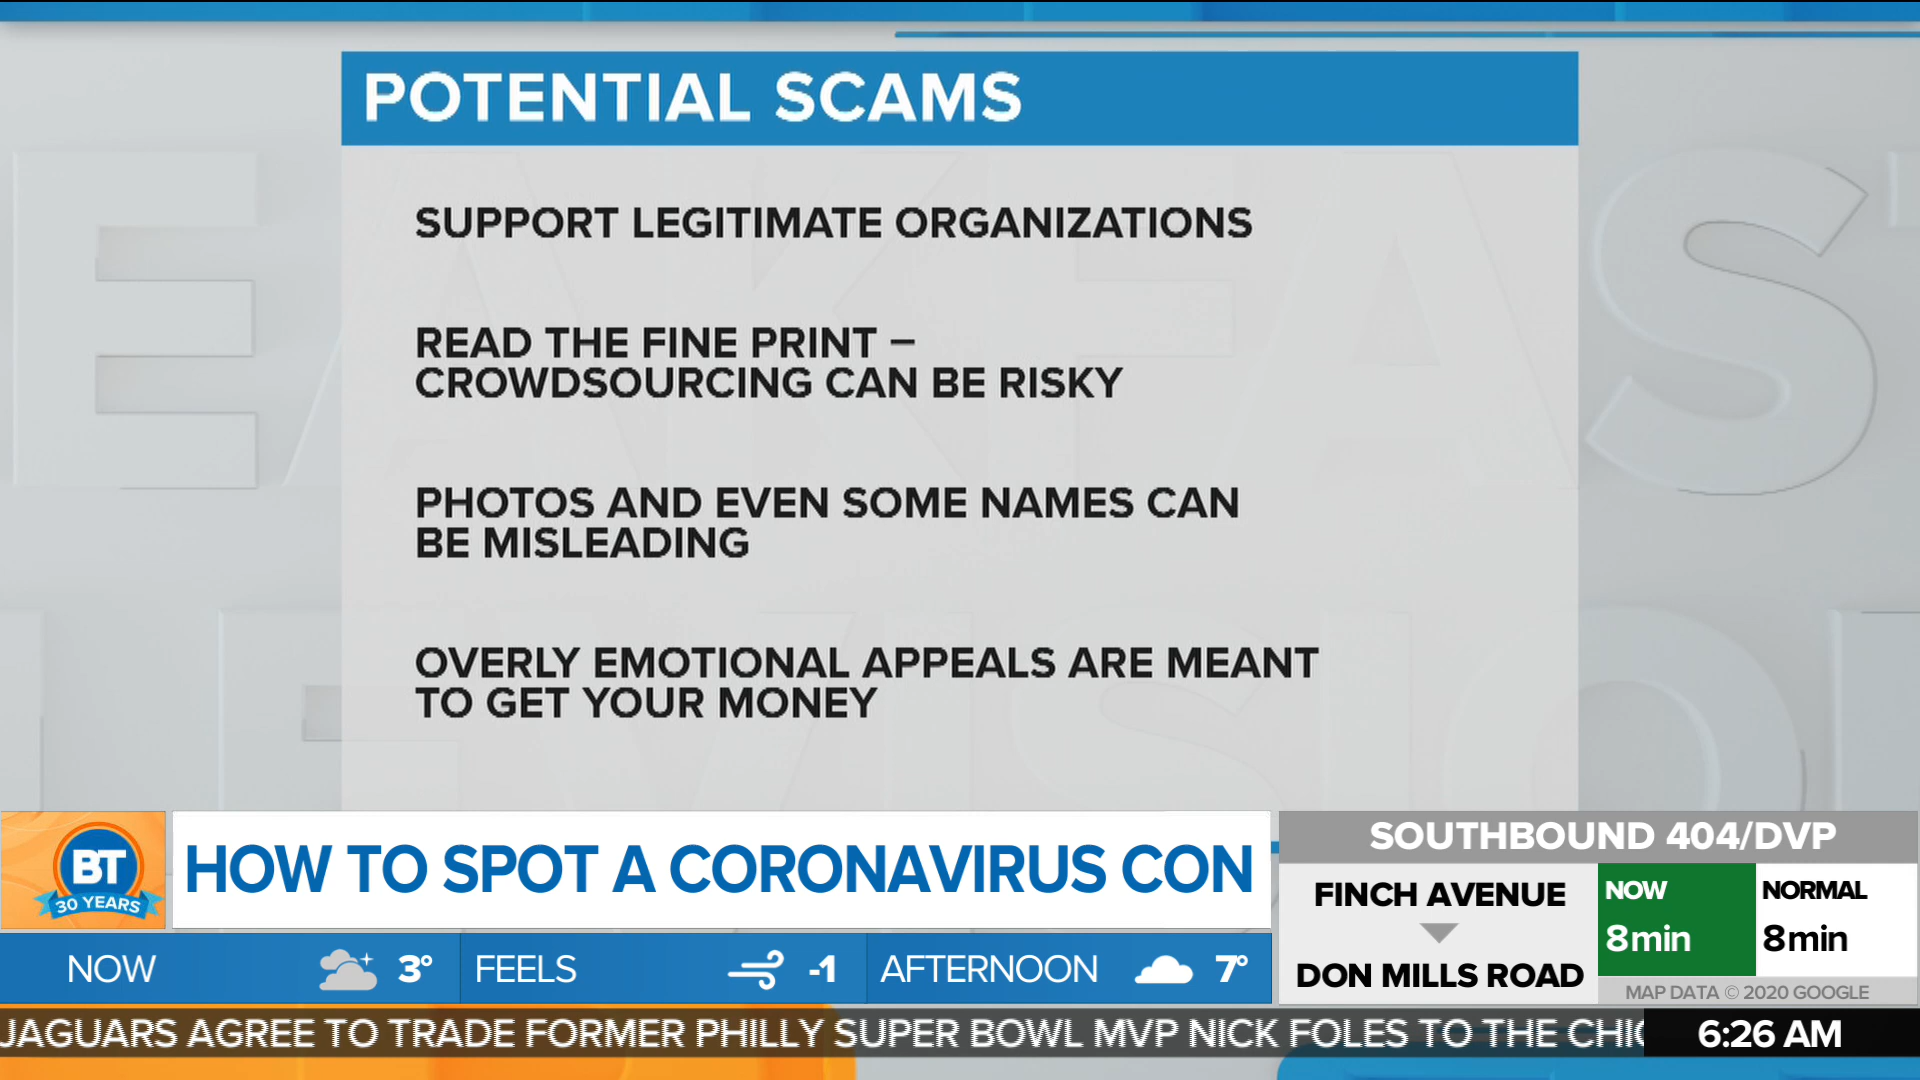 POTENTIAL SCAMS
SUPPORT LEGITIMATE ORGANIZATIONS
READ THE FINE PRINT –
CROWDSOURCING CAN BE RISKY
PHOTOS AND EVEN SOME NAMES CAN
BE MISLEADING
OVERLY EMOTIONAL APPEALS ARE MEANT
TO GET YOUR MONEY
BT
30 YEARS
HOW TO SPOT A CORONAVIRUS CON
SOUTHBOUND 404/DVP
FINCH AVENUE
DON MILLS ROAD
NOW
8min
NORMAL
8min
MAP DATA © 2020 GOOGLE
NOW 3° FEELS -1 AFTERNOON 7°
JAGUARS AGREE TO TRADE FORMER PHILLY SUPER BOWL MVP NICK FOLES TO THE CHIC
6:26 AM